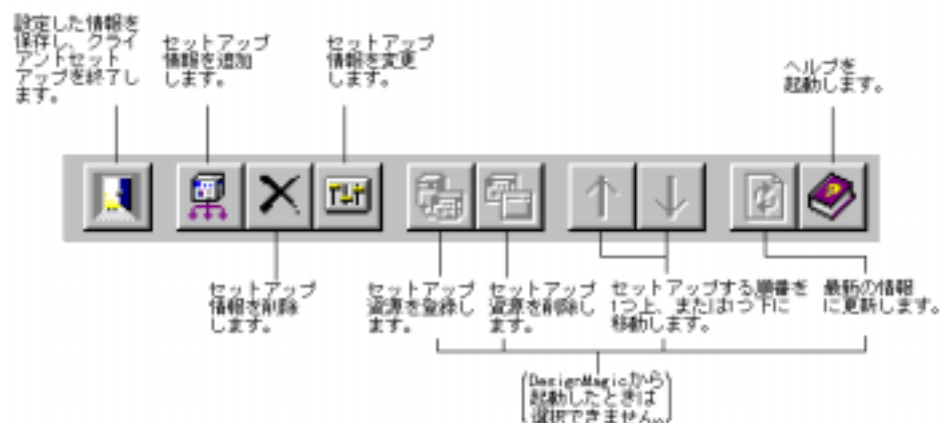 設定した情報を
保存し、クライ
アントセット
アップを終了し
ます。
セットアップ
情報を追加
します。
セットアップ
情報を変更
します。
ヘルプを
起動します。
セットアップ
情報を削除
します。
セットアップ
資源を登録し
ます。
セットアップ
資源を削除し
ます。
セットアップする順番を
1つ上、または1つ下に
移動します。
最新の情報
に更新します。
(DesignMagicから
起動したときは
選択できません。)